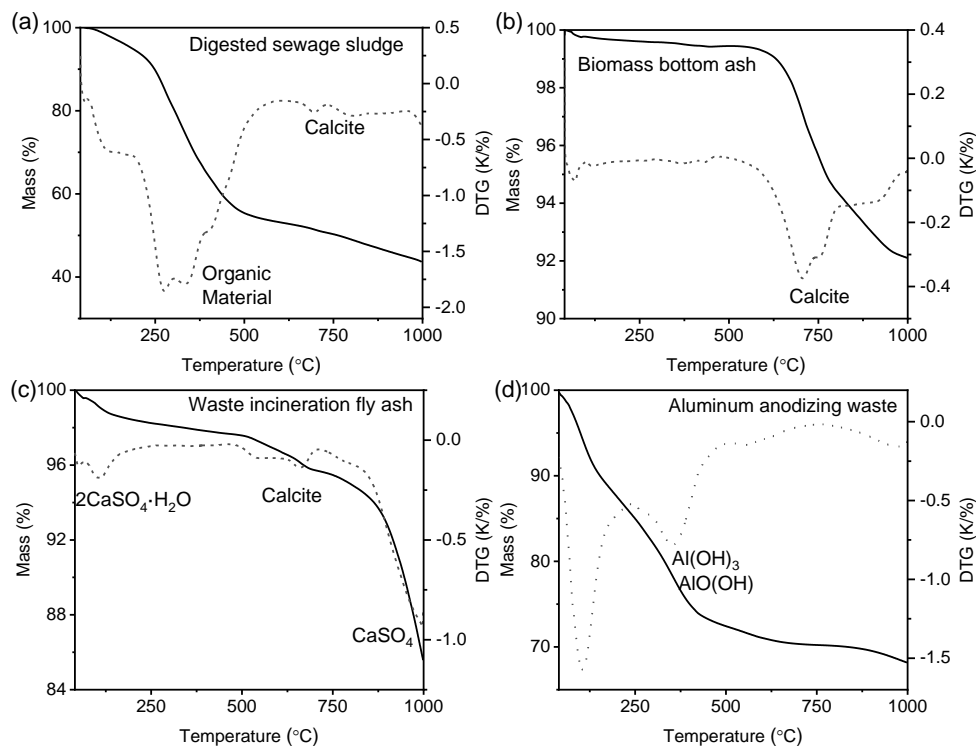 (a)
Digested sewage sludge
Mass (%)
100
80
60
40
0.5
0.0
-0.5
-1.0
-1.5
-2.0
DTG (K/%)
Calcite
Organic
Material
250 500 750 1000
Temperature (°C)
(b)
Biomass bottom ash
Mass (%)
100
98
96
94
92
90
0.4
0.2
0.0
-0.2
-0.4
DTG (K/%)
Calcite
250 500 750 1000
Temperature (°C)
(c)
Waste incineration fly ash
Mass (%)
100
96
92
88
84
0.0
-0.5
-1.0
DTG (K/%)
2CaSO₄·H₂O
Calcite
CaSO₄
250 500 750 1000
Temperature (°C)
(d)
Aluminum anodizing waste
Mass (%)
100
90
80
70
0.0
-0.5
-1.0
-1.5
DTG (K/%)
Al(OH)₃
AlO(OH)
250 500 750 1000
Temperature (°C)